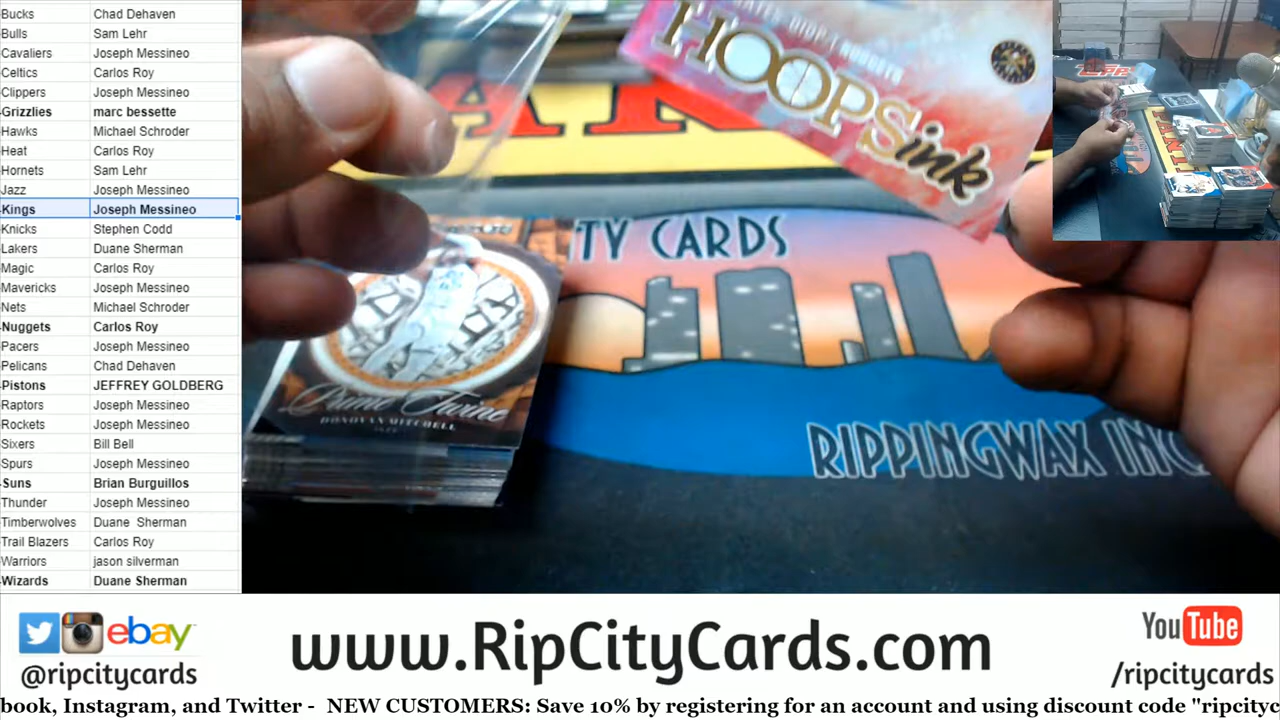 Bucks Chad Dehaven
Bulls Sam Lehr
Cavaliers Joseph Messineo
Celtics Carlos Roy
Clippers Joseph Messineo
Grizzlies marc bessette
Hawks Michael Schroder
Heat Carlos Roy
Hornets Sam Lehr
Jazz Joseph Messineo
Kings Joseph Messineo
Knicks Stephen Codd
Lakers Duane Sherman
Magic Carlos Roy
Mavericks Joseph Messineo
Nets Michael Schroder
Nuggets Carlos Roy
Pacers Joseph Messineo
Pelicans Chad Dehaven
Pistons JEFFREY GOLDBERG
Raptors Joseph Messineo
Rockets Joseph Messineo
Sixers Bill Bell
Spurs Joseph Messineo
Suns Brian Burguillos
Thunder Joseph Messineo
Timberwolves Duane Sherman
Trail Blazers Carlos Roy
Warriors jason silverman
Wizards Duane Sherman
DIOP | NUGGETS
HOOPS ink
TY CARDS
RIPPINGWAX INC
Prime Twine
DONOVAN MITCHELL
ebay
@ripcitycards
www.RipCityCards.com
YouTube
/ripcitycards
book, Instagram, and Twitter - NEW CUSTOMERS: Save 10% by registering for an account and using discount code "ripcityc